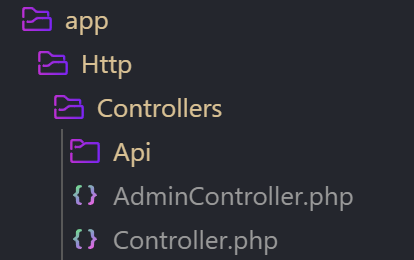 app
Http
Controllers
Api
{} AdminController.php
{} Controller.php